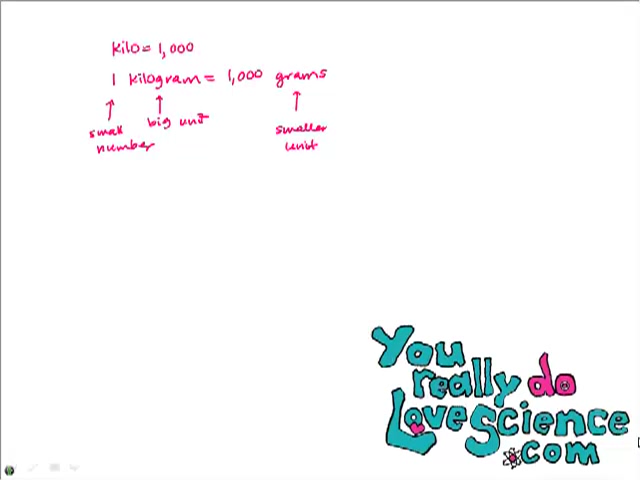 Kilo = 1,000
1 kilogram = 1,000 grams
small number
big unit
smaller unit
You really do Love Science .com